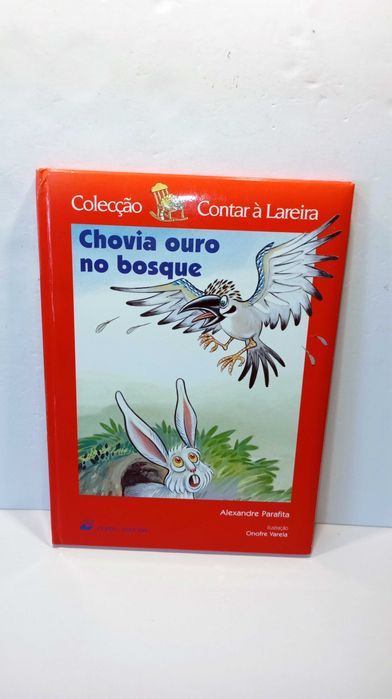 Colecção Contar à Lareira
Chovia ouro
no bosque
Alexandre Parafita
Ilustração
Onofre Varela